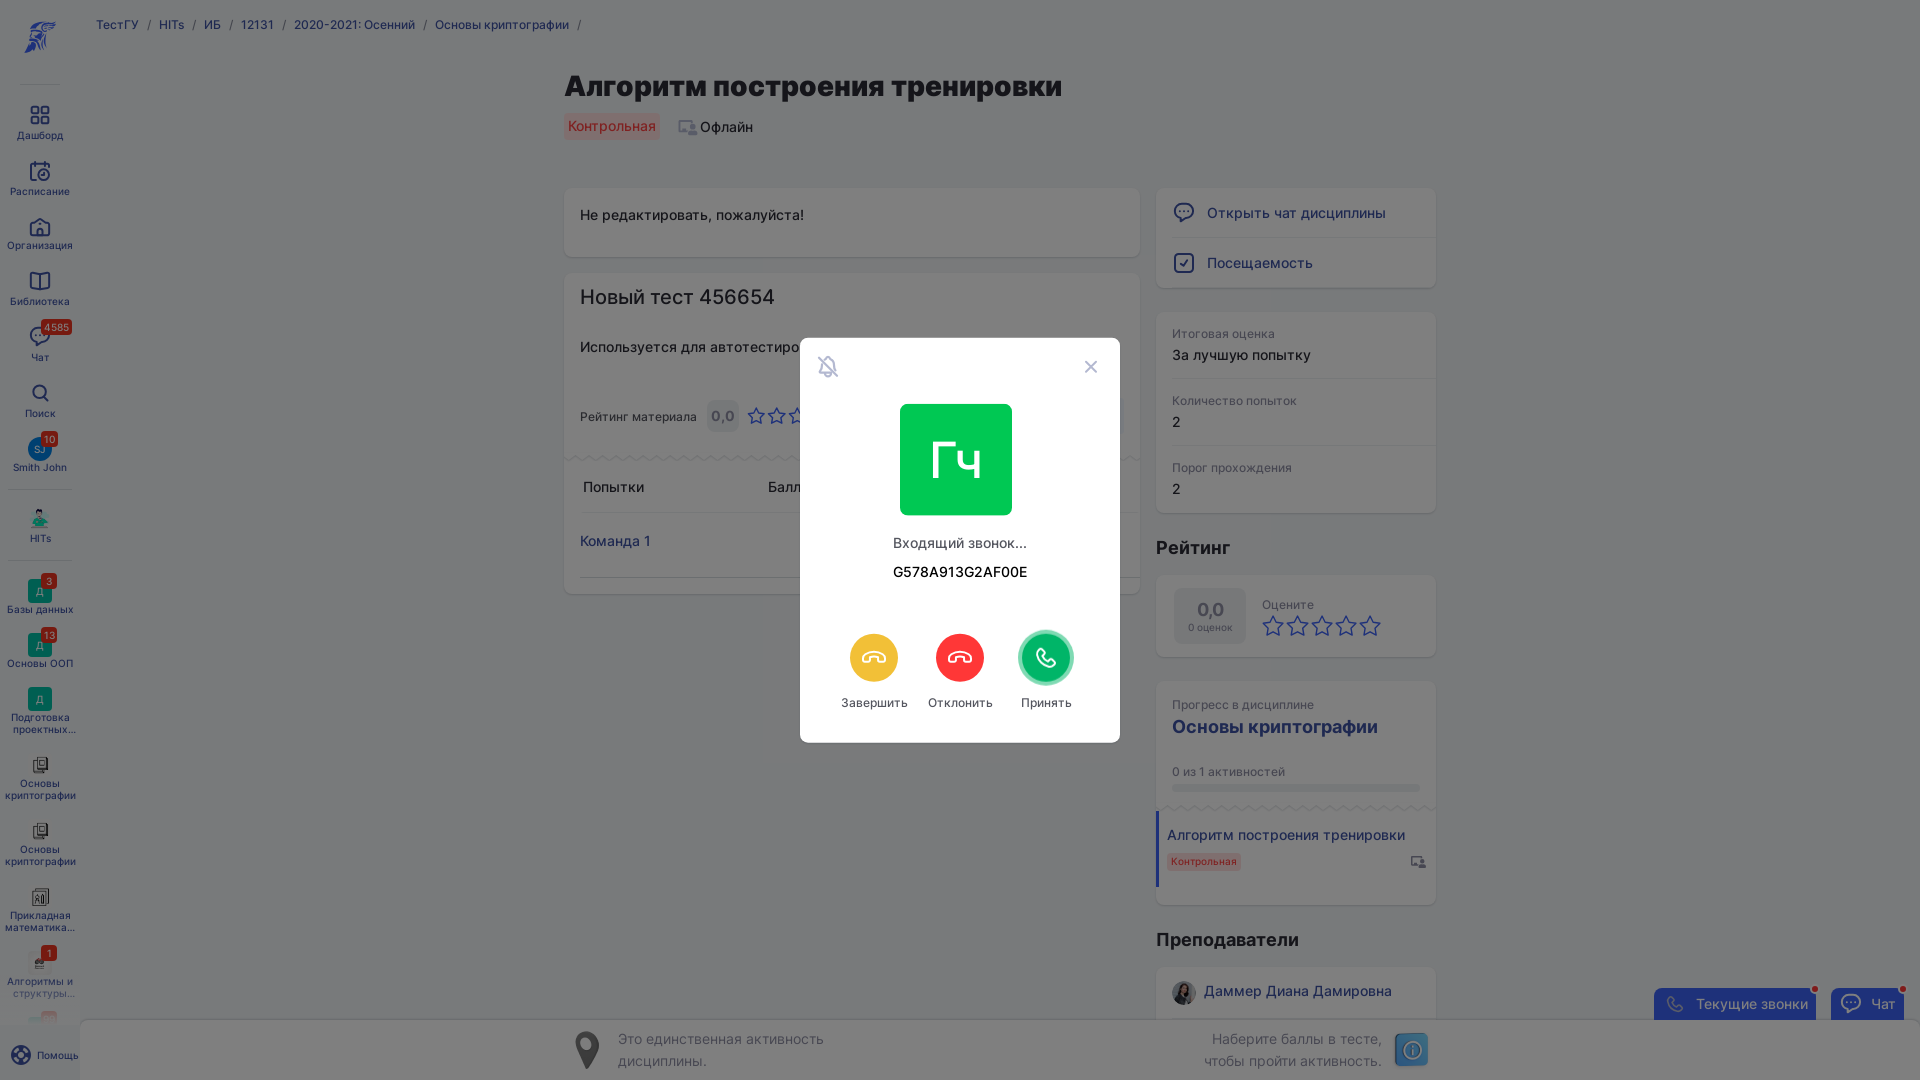 ТестГУ / HITs / ИБ / 12131 / 2020-2021: Осенний / Основы криптографии /
Дашборд
Расписание
Организация
Библиотека
4585
Чат
Поиск
SJ
10
Smith John
HITs
Д
3
Базы данных
Д
13
Основы ООП
Д
Подготовка
проектных...
Основы
криптографии
Основы
криптографии
Прикладная
математика...
1
Алгоритмы и
структуры...
Помощь
Алгоритм построения тренировки
Контрольная
Офлайн
Не редактировать, пожалуйста!
Новый тест 456654
Используется для автотестиро
Рейтинг материала 0,0
Попытки
Балл
Команда 1
Гч
Входящий звонок...
G578A913G2AF00E
Завершить
Отклонить
Принять
Открыть чат дисциплины
Посещаемость
Итоговая оценка
За лучшую попытку
Количество попыток
2
Порог прохождения
2
Рейтинг
0,0
0 оценок
Оцените
Прогресс в дисциплине
Основы криптографии
0 из 1 активностей
Алгоритм построения тренировки
Контрольная
Преподаватели
Даммер Диана Дамировна
Текущие звонки
Чат
Это единственная активность
дисциплины.
Наберите баллы в тесте,
чтобы пройти активность.